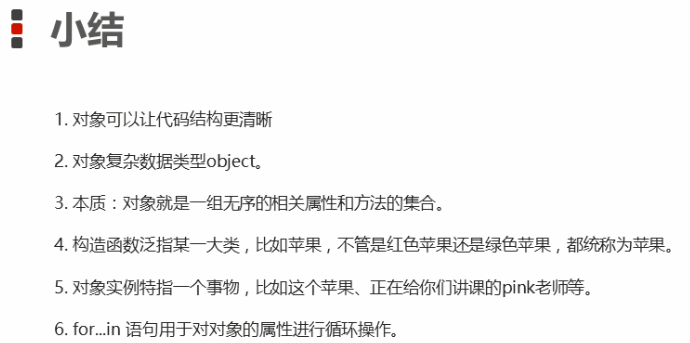 小结
1. 对象可以让代码结构更清晰
2. 对象复杂数据类型object。
3. 本质：对象就是一组无序的相关属性和方法的集合。
4. 构造函数泛指某一大类，比如苹果，不管是红色苹果还是绿色苹果，都统称为苹果。
5. 对象实例特指一个事物，比如这个苹果、正在给你们讲课的pink老师等。
6. for...in 语句用于对对象的属性进行循环操作。